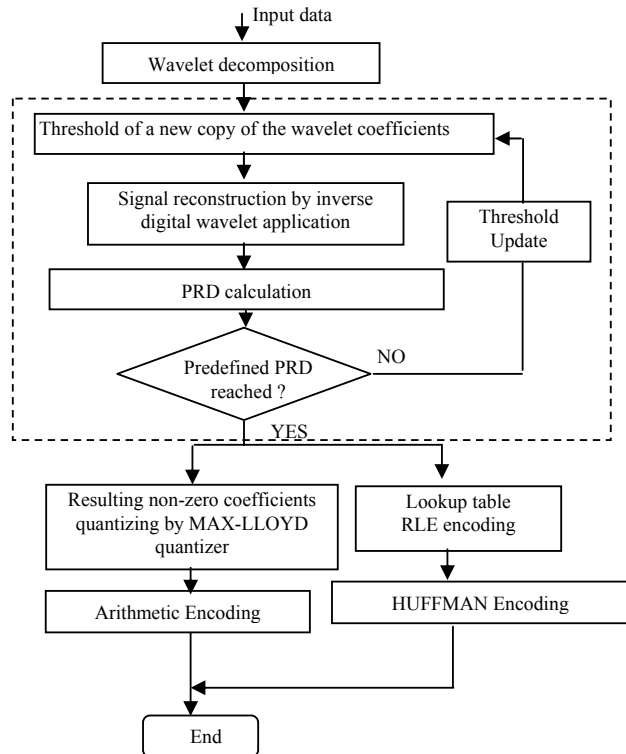 Input data
Wavelet decomposition
Threshold of a new copy of the wavelet coefficients
Signal reconstruction by inverse
digital wavelet application
Threshold
Update
PRD calculation
Predefined PRD
reached ?
NO
YES
Resulting non-zero coefficients
quantizing by MAX-LLOYD
quantizer
Lookup table
RLE encoding
Arithmetic Encoding
HUFFMAN Encoding
End